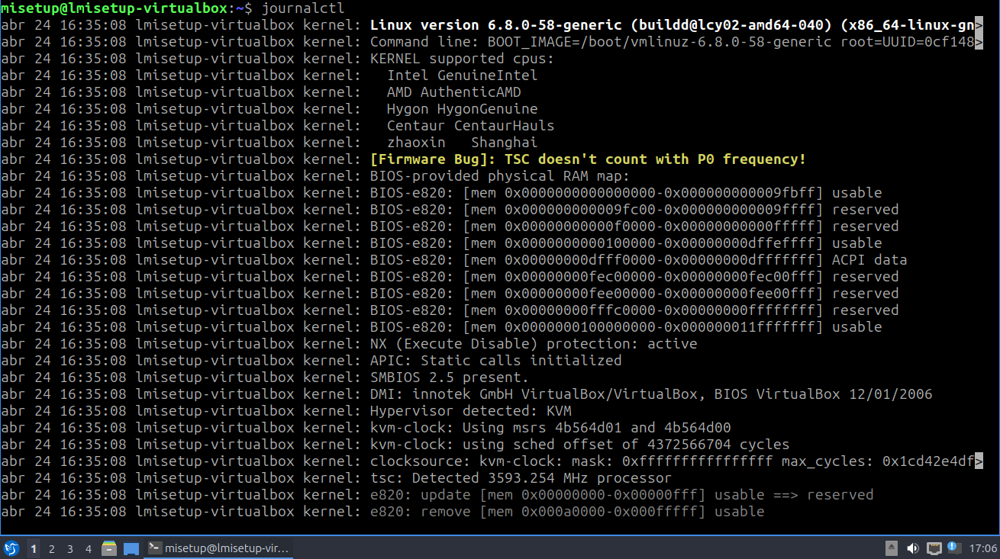 misetup@lmisetup-virtualbox:~$ journalctl
abr 24 16:35:08 lmisetup-virtualbox kernel: Linux version 6.8.0-58-generic (buildd@lcy02-amd64-040) (x86_64-linux-gn>
abr 24 16:35:08 lmisetup-virtualbox kernel: Command line: BOOT_IMAGE=/boot/vmlinuz-6.8.0-58-generic root=UUID=0cf148>
abr 24 16:35:08 lmisetup-virtualbox kernel: KERNEL supported cpus:
abr 24 16:35:08 lmisetup-virtualbox kernel:   Intel GenuineIntel
abr 24 16:35:08 lmisetup-virtualbox kernel:   AMD AuthenticAMD
abr 24 16:35:08 lmisetup-virtualbox kernel:   Hygon HygonGenuine
abr 24 16:35:08 lmisetup-virtualbox kernel:   Centaur CentaurHauls
abr 24 16:35:08 lmisetup-virtualbox kernel:   zhaoxin   Shanghai
abr 24 16:35:08 lmisetup-virtualbox kernel: [Firmware Bug]: TSC doesn't count with P0 frequency!
abr 24 16:35:08 lmisetup-virtualbox kernel: BIOS-provided physical RAM map:
abr 24 16:35:08 lmisetup-virtualbox kernel: BIOS-e820: [mem 0x0000000000000000-0x000000000009fbff] usable
abr 24 16:35:08 lmisetup-virtualbox kernel: BIOS-e820: [mem 0x000000000009fc00-0x000000000009ffff] reserved
abr 24 16:35:08 lmisetup-virtualbox kernel: BIOS-e820: [mem 0x00000000000f0000-0x00000000000fffff] reserved
abr 24 16:35:08 lmisetup-virtualbox kernel: BIOS-e820: [mem 0x0000000000100000-0x00000000dffeffff] usable
abr 24 16:35:08 lmisetup-virtualbox kernel: BIOS-e820: [mem 0x00000000dfff0000-0x00000000dfffffff] ACPI data
abr 24 16:35:08 lmisetup-virtualbox kernel: BIOS-e820: [mem 0x00000000fec00000-0x00000000fec00fff] reserved
abr 24 16:35:08 lmisetup-virtualbox kernel: BIOS-e820: [mem 0x00000000fee00000-0x00000000fee00fff] reserved
abr 24 16:35:08 lmisetup-virtualbox kernel: BIOS-e820: [mem 0x00000000fffc0000-0x00000000ffffffff] reserved
abr 24 16:35:08 lmisetup-virtualbox kernel: BIOS-e820: [mem 0x0000000100000000-0x000000011fffffff] usable
abr 24 16:35:08 lmisetup-virtualbox kernel: NX (Execute Disable) protection: active
abr 24 16:35:08 lmisetup-virtualbox kernel: APIC: Static calls initialized
abr 24 16:35:08 lmisetup-virtualbox kernel: SMBIOS 2.5 present.
abr 24 16:35:08 lmisetup-virtualbox kernel: DMI: innotek GmbH VirtualBox/VirtualBox, BIOS VirtualBox 12/01/2006
abr 24 16:35:08 lmisetup-virtualbox kernel: Hypervisor detected: KVM
abr 24 16:35:08 lmisetup-virtualbox kernel: kvm-clock: Using msrs 4b564d01 and 4b564d00
abr 24 16:35:08 lmisetup-virtualbox kernel: kvm-clock: using sched offset of 4372566704 cycles
abr 24 16:35:08 lmisetup-virtualbox kernel: clocksource: kvm-clock: mask: 0xffffffffffffffff max_cycles: 0x1cd42e4df>
abr 24 16:35:08 lmisetup-virtualbox kernel: tsc: Detected 3593.254 MHz processor
abr 24 16:35:08 lmisetup-virtualbox kernel: e820: update [mem 0x00000000-0x00000fff] usable ==> reserved
abr 24 16:35:08 lmisetup-virtualbox kernel: e820: remove [mem 0x000a0000-0x000fffff] usable
1 2 3 4 misetup@lmisetup-vir... 17:06